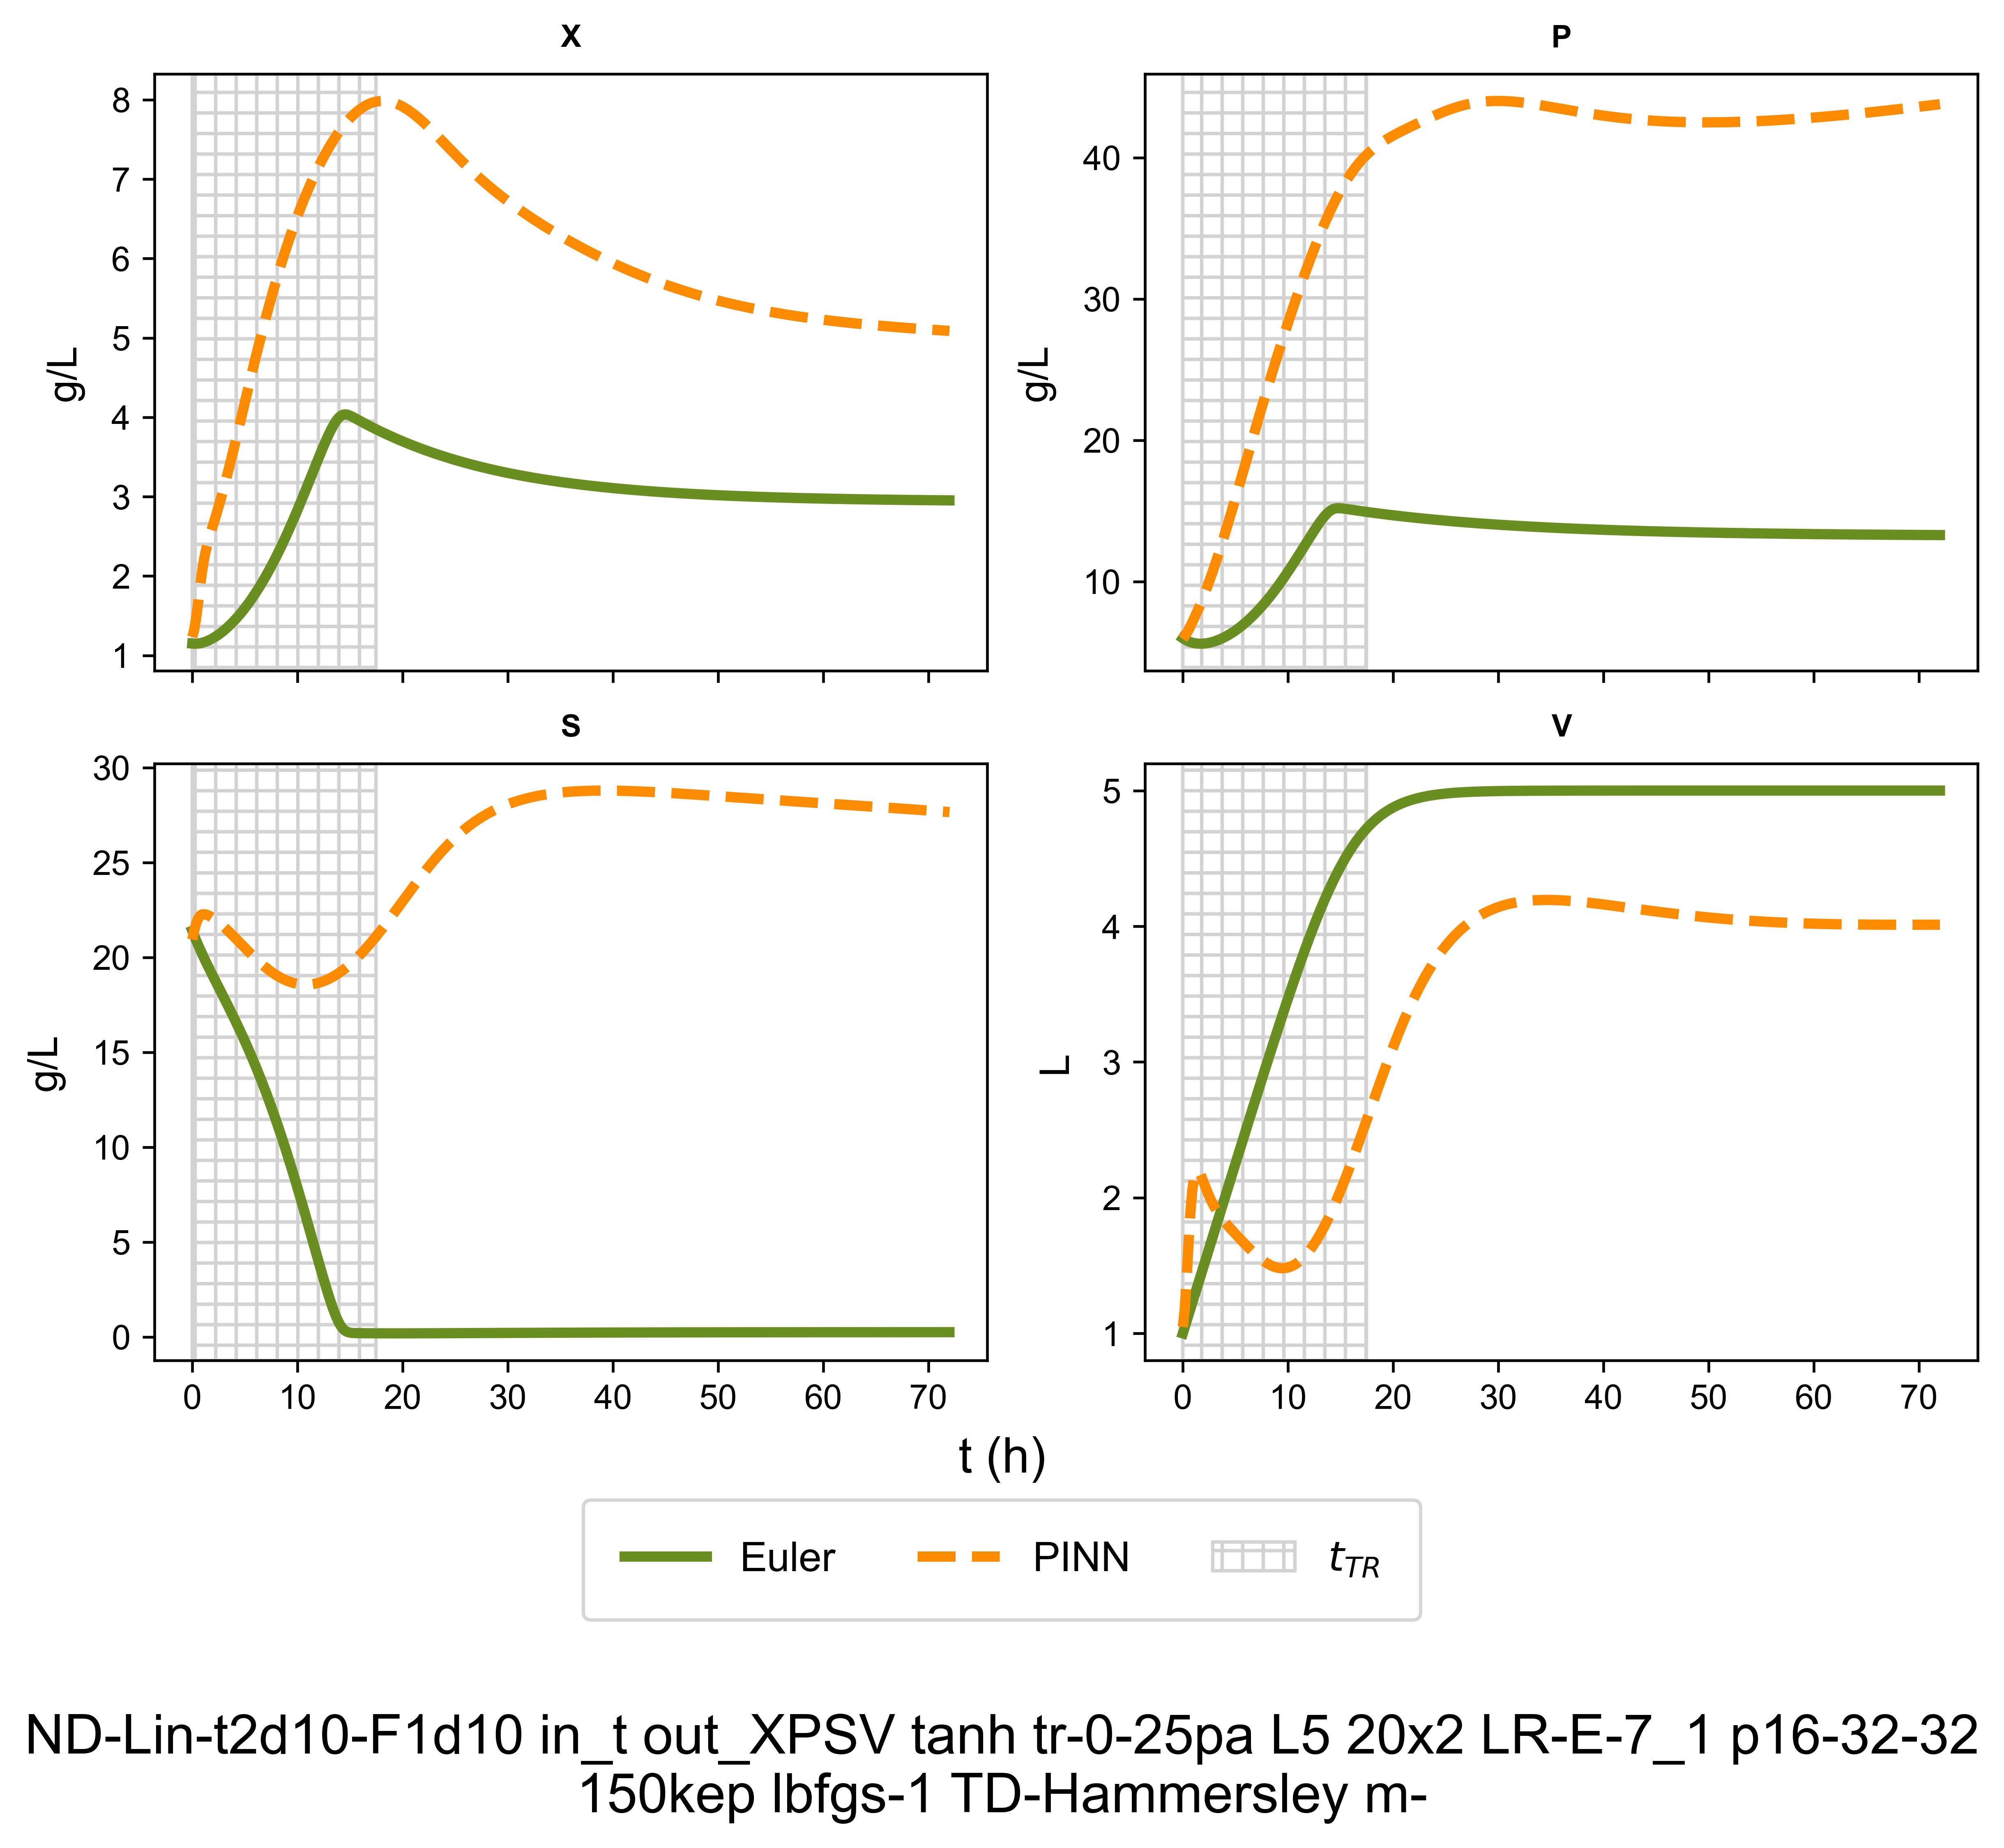 X
8
7
6
5
4
3
2
1
g/L
P
40
30
20
10
g/L
S
30
25
20
15
10
5
0
g/L
0 10 20 30 40 50 60 70
V
5
4
3
2
1
L
0 10 20 30 40 50 60 70
t (h)
Euler PINN t_TR
ND-Lin-t2d10-F1d10 in_t out_XPSV tanh tr-0-25pa L5 20x2 LR-E-7_1 p16-32-32
150kep lbfgs-1 TD-Hammersley m-